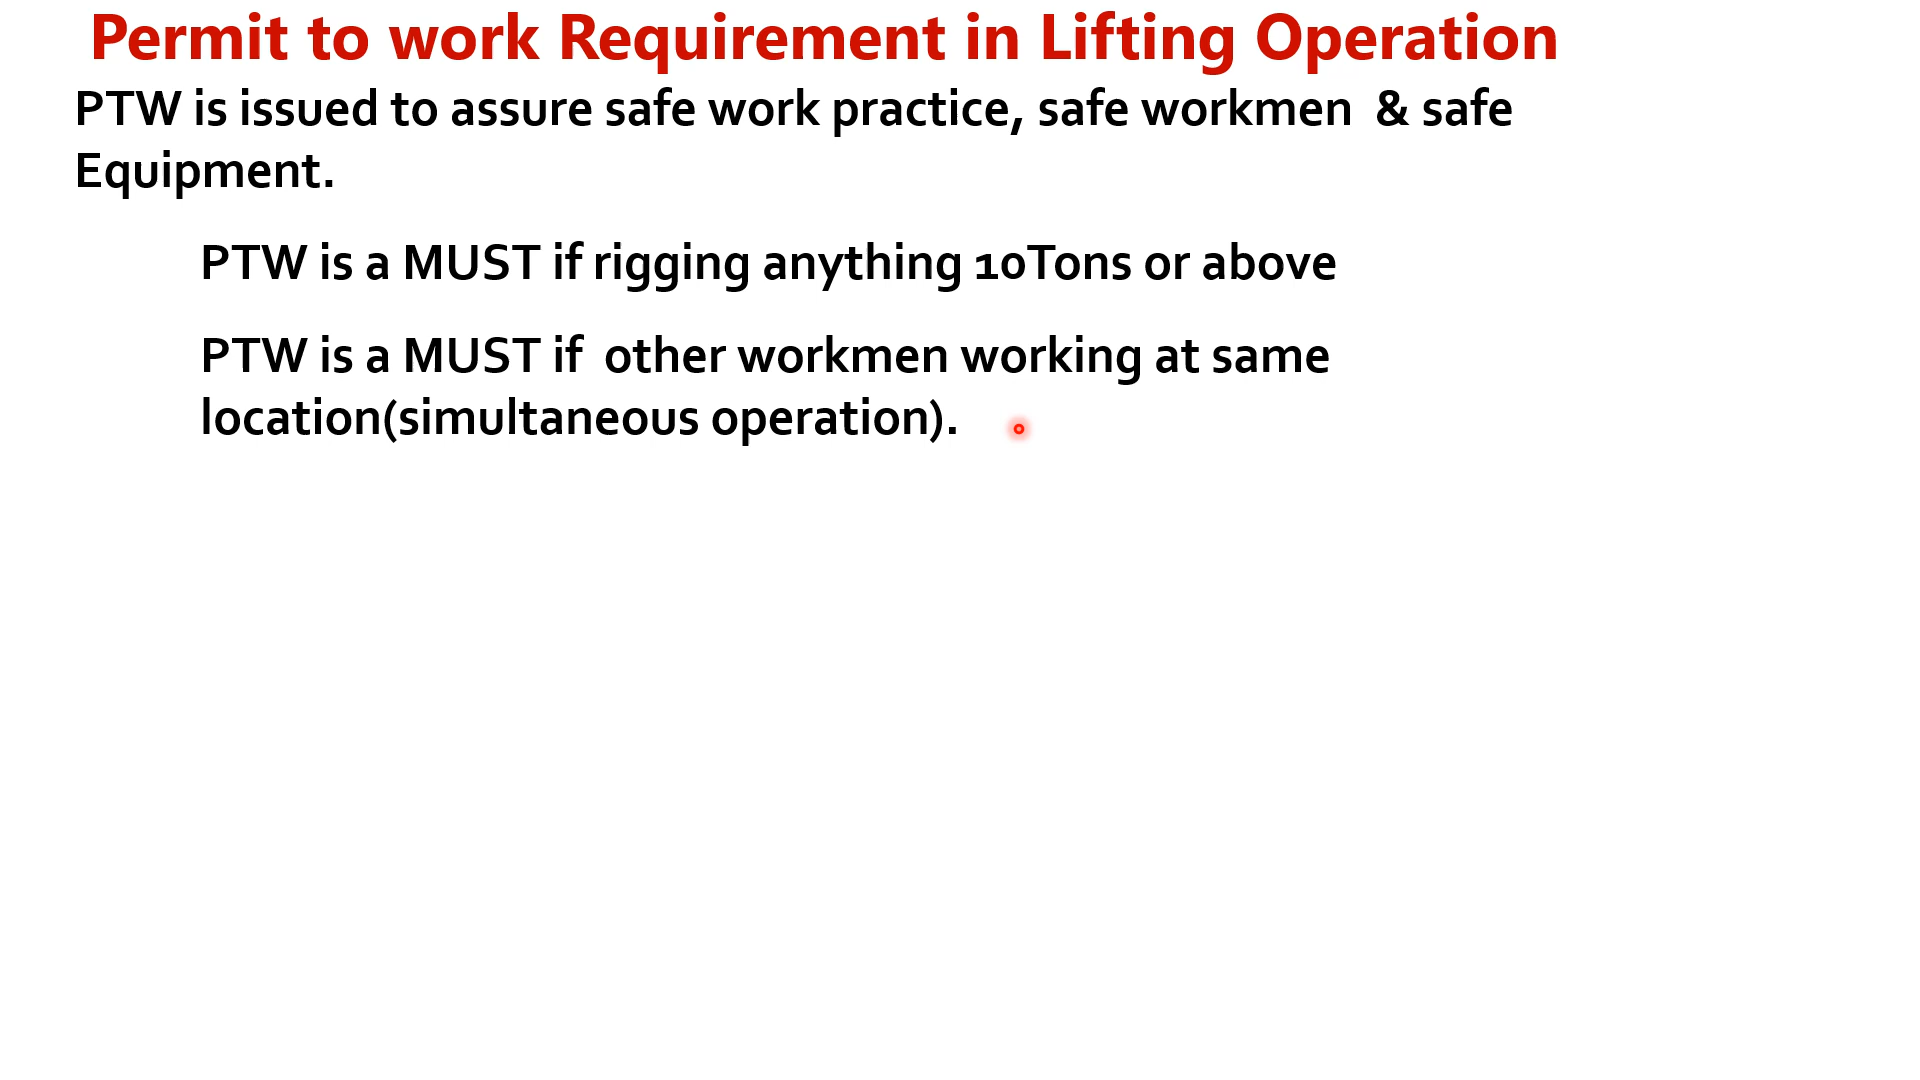 Permit to work Requirement in Lifting Operation
PTW is issued to assure safe work practice, safe workmen & safe
Equipment.
PTW is a MUST if rigging anything 10Tons or above
PTW is a MUST if other workmen working at same
location(simultaneous operation).